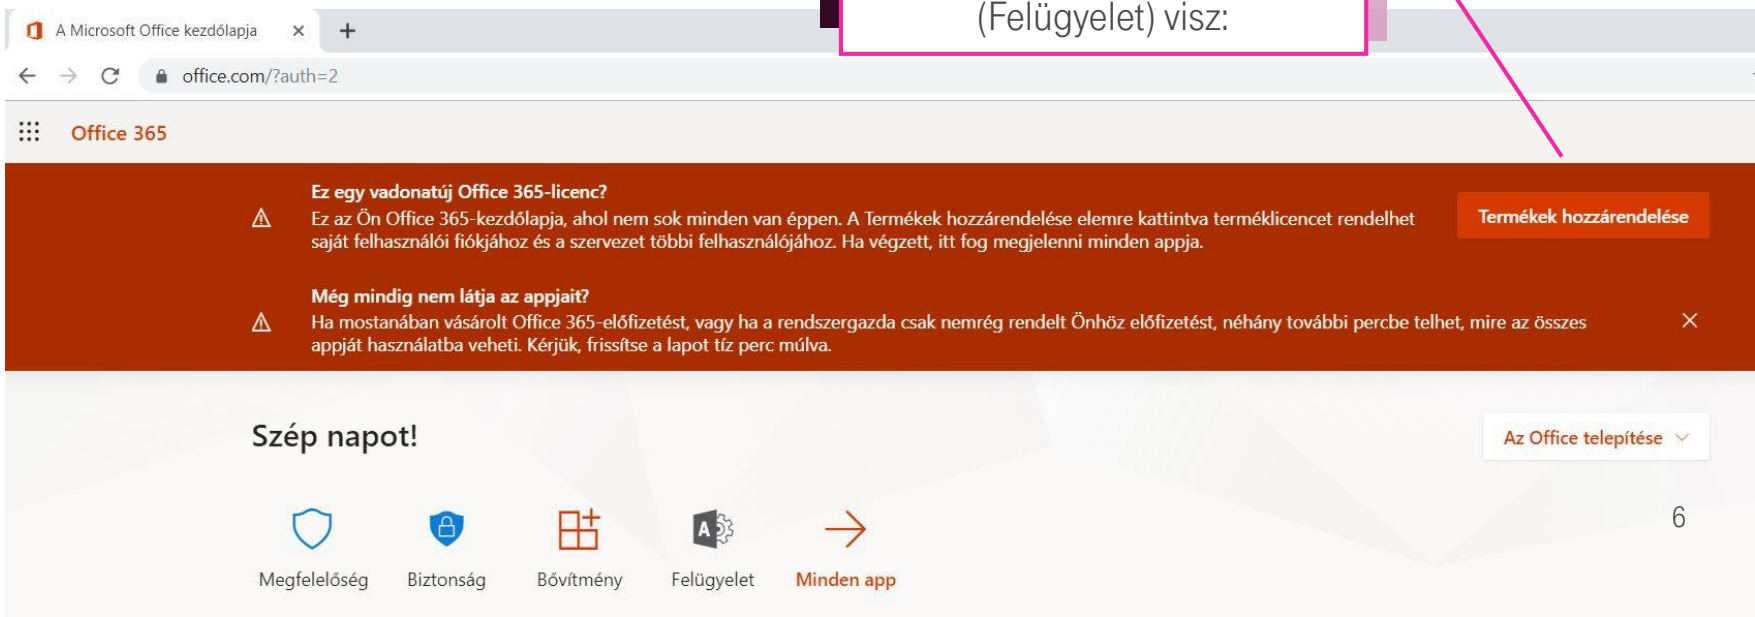 (Felügyelet) visz:
A Microsoft Office kezdőlapja
office.com/?auth=2
Office 365
Ez egy vadonatúj Office 365-licenc?
Ez az Ön Office 365-kezdőlapja, ahol nem sok minden van éppen. A Termékek hozzárendelése elemre kattintva terméklicencet rendelhet
saját felhasználói fiókjához és a szervezet többi felhasználójához. Ha végzett, itt fog megjelenni minden appja.
Termékek hozzárendelése
Még mindig nem látja az appjait?
Ha mostanában vásárolt Office 365-előfizetést, vagy ha a rendszergazda csak nemrég rendelt Önhöz előfizetést, néhány további percbe telhet, mire az összes
appját használatba veheti. Kérjük, frissítse a lapot tíz perc múlva.
Szép napot!
Az Office telepítése
6
Megfelelőség
Biztonság
Bővítmény
A
Felügyelet
Minden app